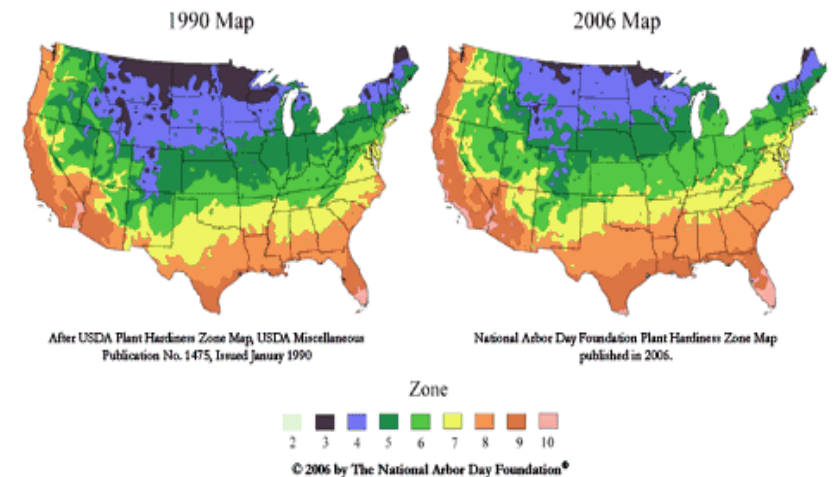 1990 Map
2006 Map
After USDA Plant Hardiness Zone Map, USDA Miscellaneous
Publication No. 1475, Issued Januay 1990
National Arbor Day Foundation Plant Hardiness Zone Map
published in 2006.
Zone
2 3 4 5 6 7 8 9 10
© 2006 by The National Arbor Day Foundation®